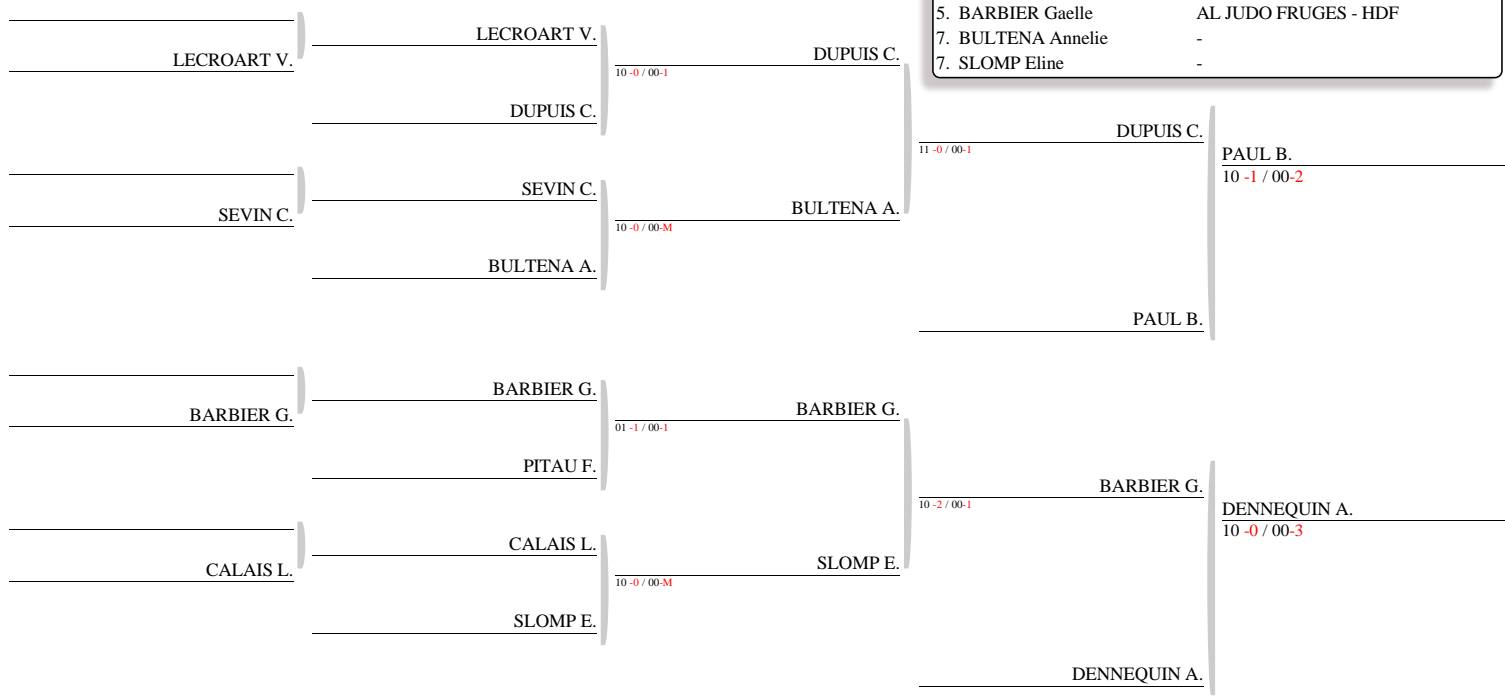 5. BARBIER Gaelle AL JUDO FRUGES - HDF
7. BULTENA Annelie -
7. SLOMP Eline -
LECROART V.
LECROART V.
DUPUIS C.
10 -0 / 00-1
DUPUIS C.
DUPUIS C.
11 -0 / 00-1
PAUL B.
10 -1 / 00-2
SEVIN C.
SEVIN C.
BULTENA A.
10 -0 / 00-M
BULTENA A.
PAUL B.
BARBIER G.
BARBIER G.
BARBIER G.
01 -1 / 00-1
PITAU F.
BARBIER G.
10 -2 / 00-1
DENNEQUIN A.
10 -0 / 00-3
CALAIS L.
CALAIS L.
SLOMP E.
10 -0 / 00-M
SLOMP E.
DENNEQUIN A.